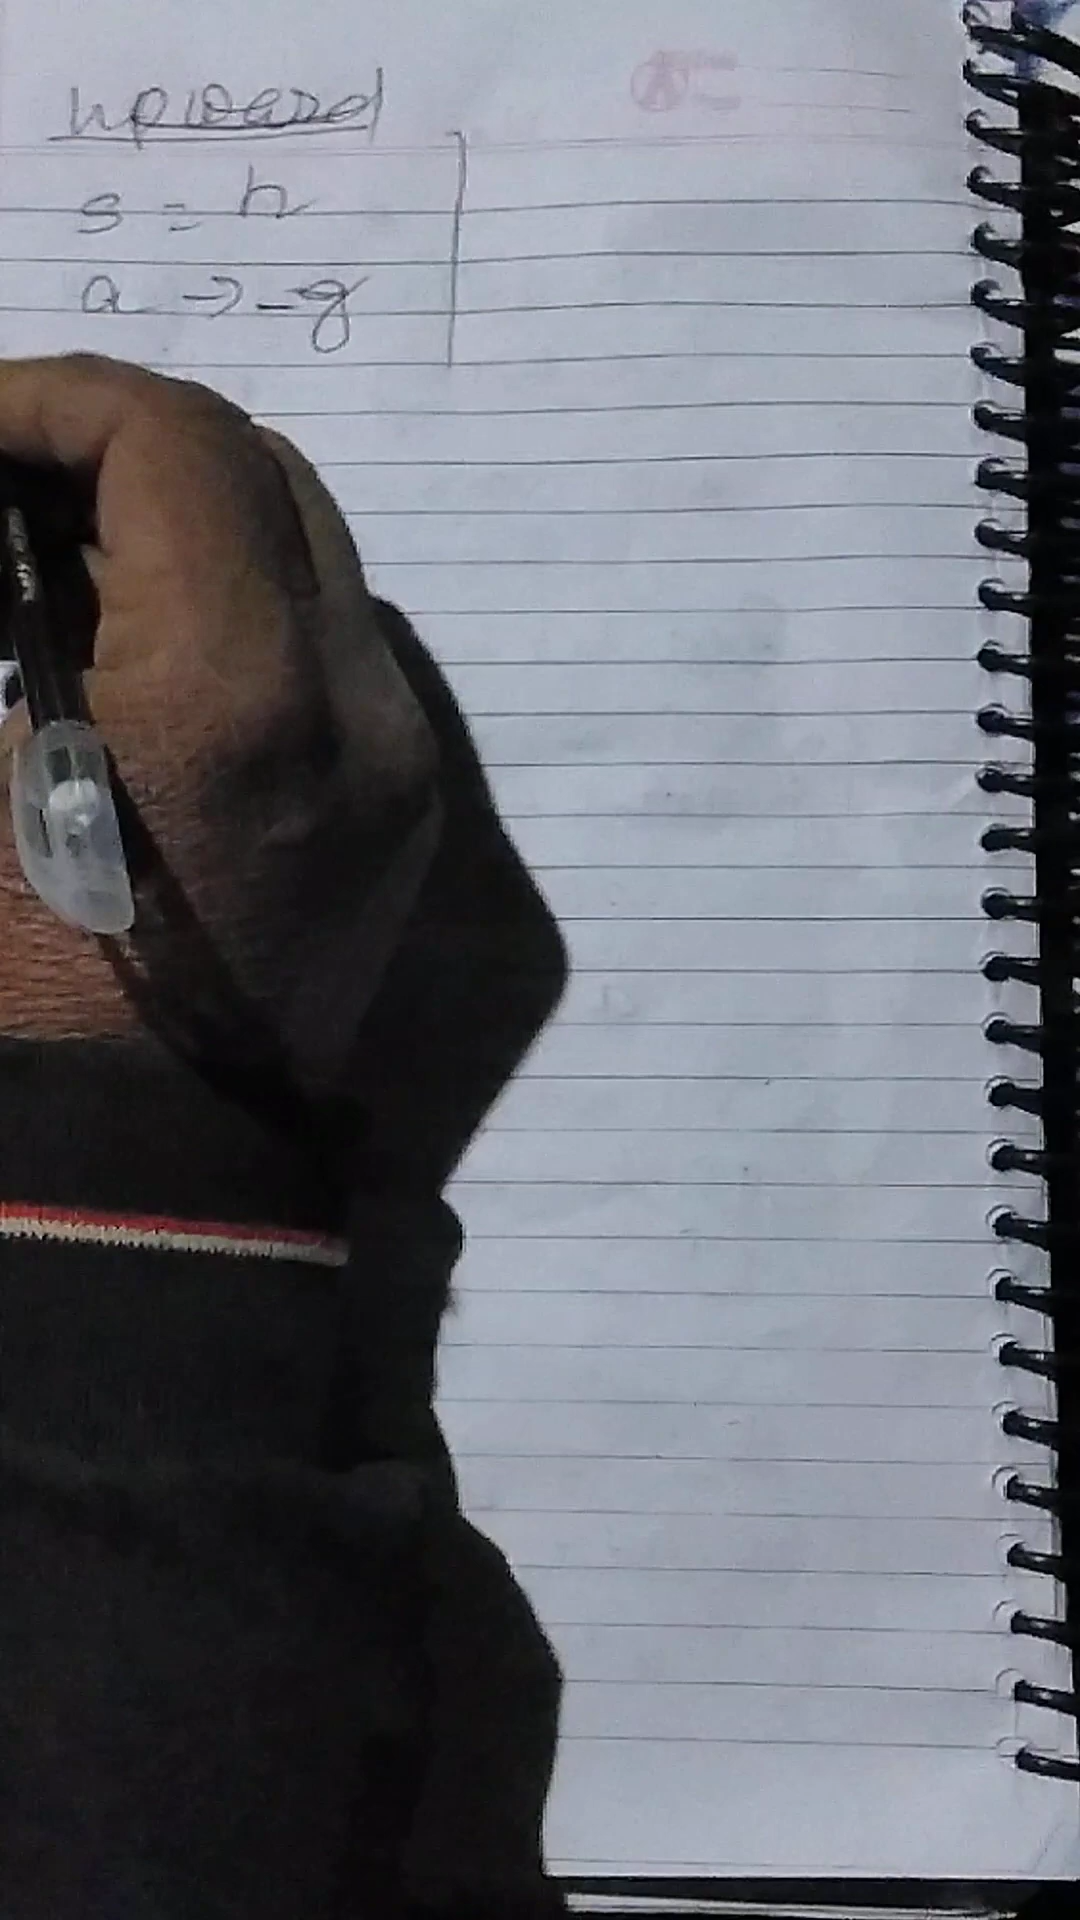 upward
s = h
a → -g